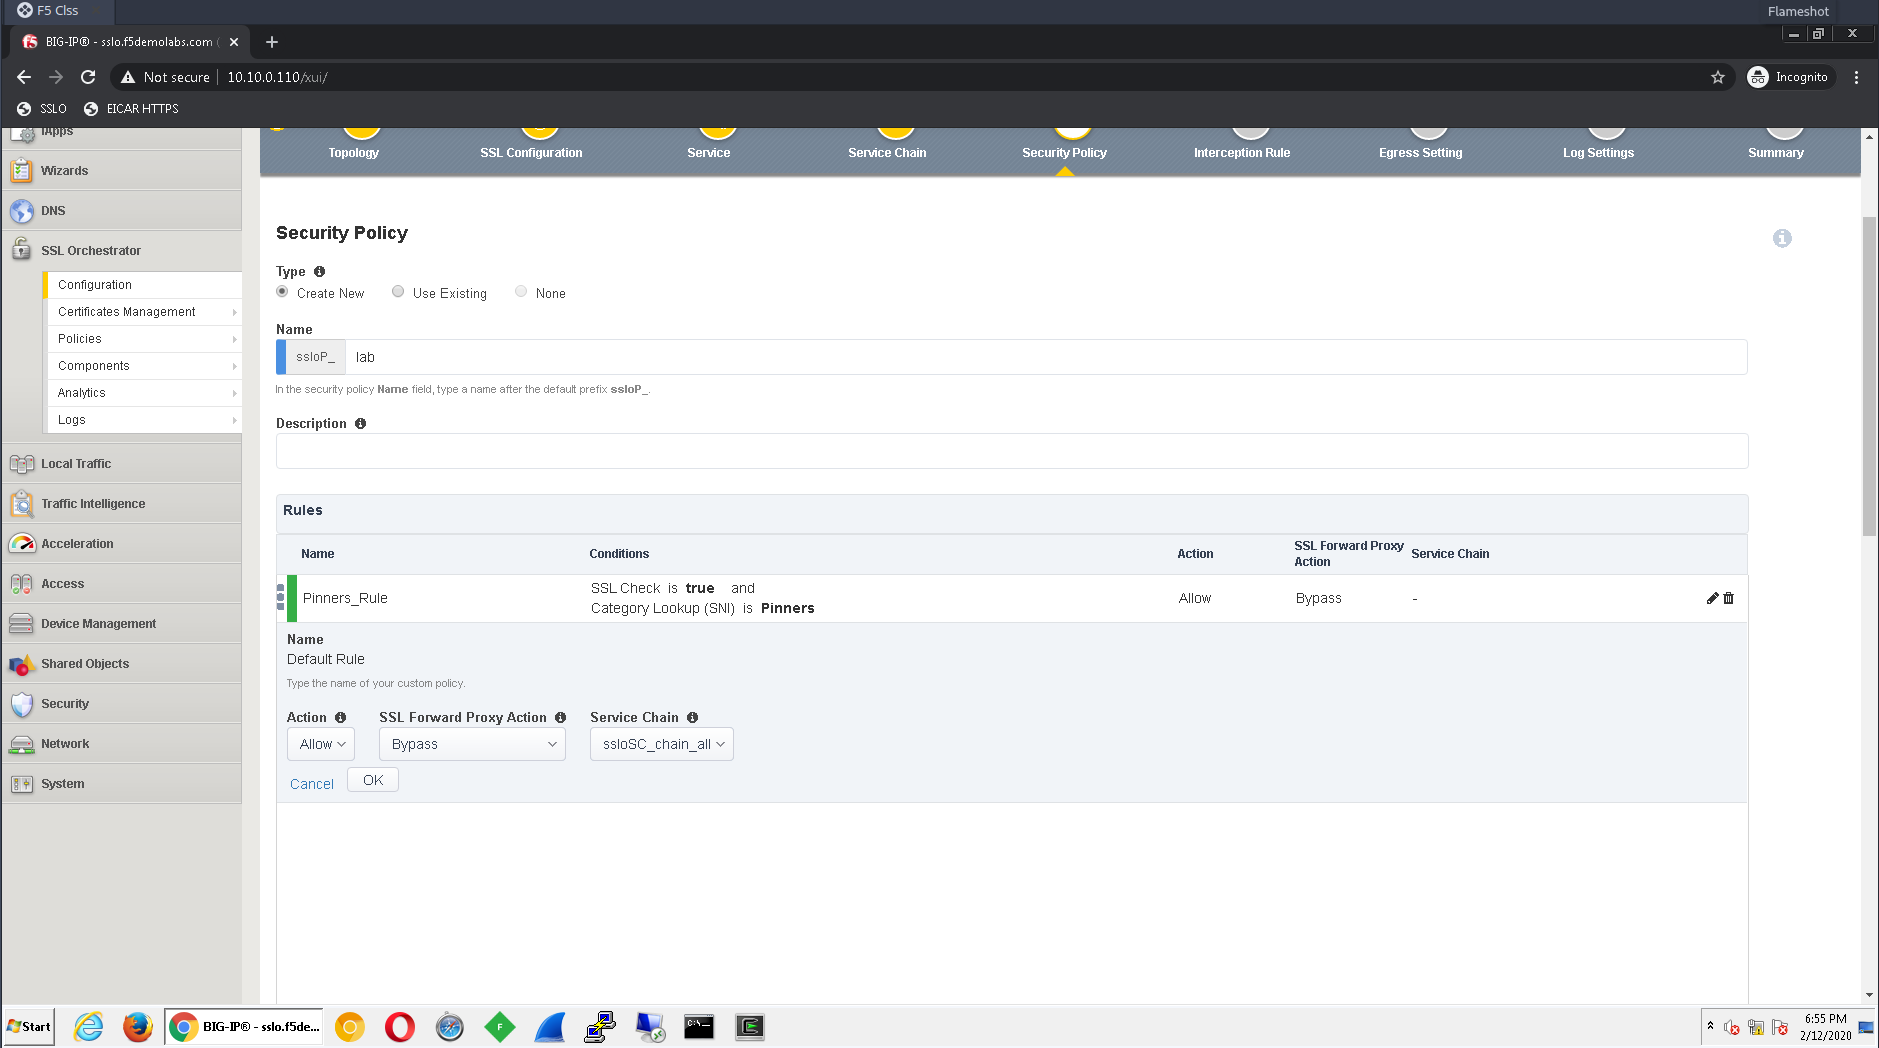 F5 Clss
Flameshot
BIG-IP® - sslo.f5demolabs.com (
Not secure
10.10.0.110/xui/
Incognito
SSLO
EICAR HTTPS
iApps
Wizards
DNS
SSL Orchestrator
Configuration
Certificates Management
Policies
Components
Analytics
Logs
Local Traffic
Traffic Intelligence
Acceleration
Access
Device Management
Shared Objects
Security
Network
System
Topology
SSL Configuration
Service
Service Chain
Security Policy
Interception Rule
Egress Setting
Log Settings
Summary
Security Policy
Type
Create New
Use Existing
None
Name
ssloP_
lab
In the security policy Name field, type a name after the default prefix ssloP_.
Description
Rules
Name
Conditions
Action
SSL Forward Proxy
Action
Service Chain
Pinners_Rule
SSL Check is true and
Category Lookup (SNI) is Pinners
Allow
Bypass
-
Name
Default Rule
Type the name of your custom policy.
Action
SSL Forward Proxy Action
Service Chain
Allow
Bypass
ssloSC_chain_all
Cancel
OK
Start
BIG-IP® - sslo.f5de...
6:55 PM
2/12/2020